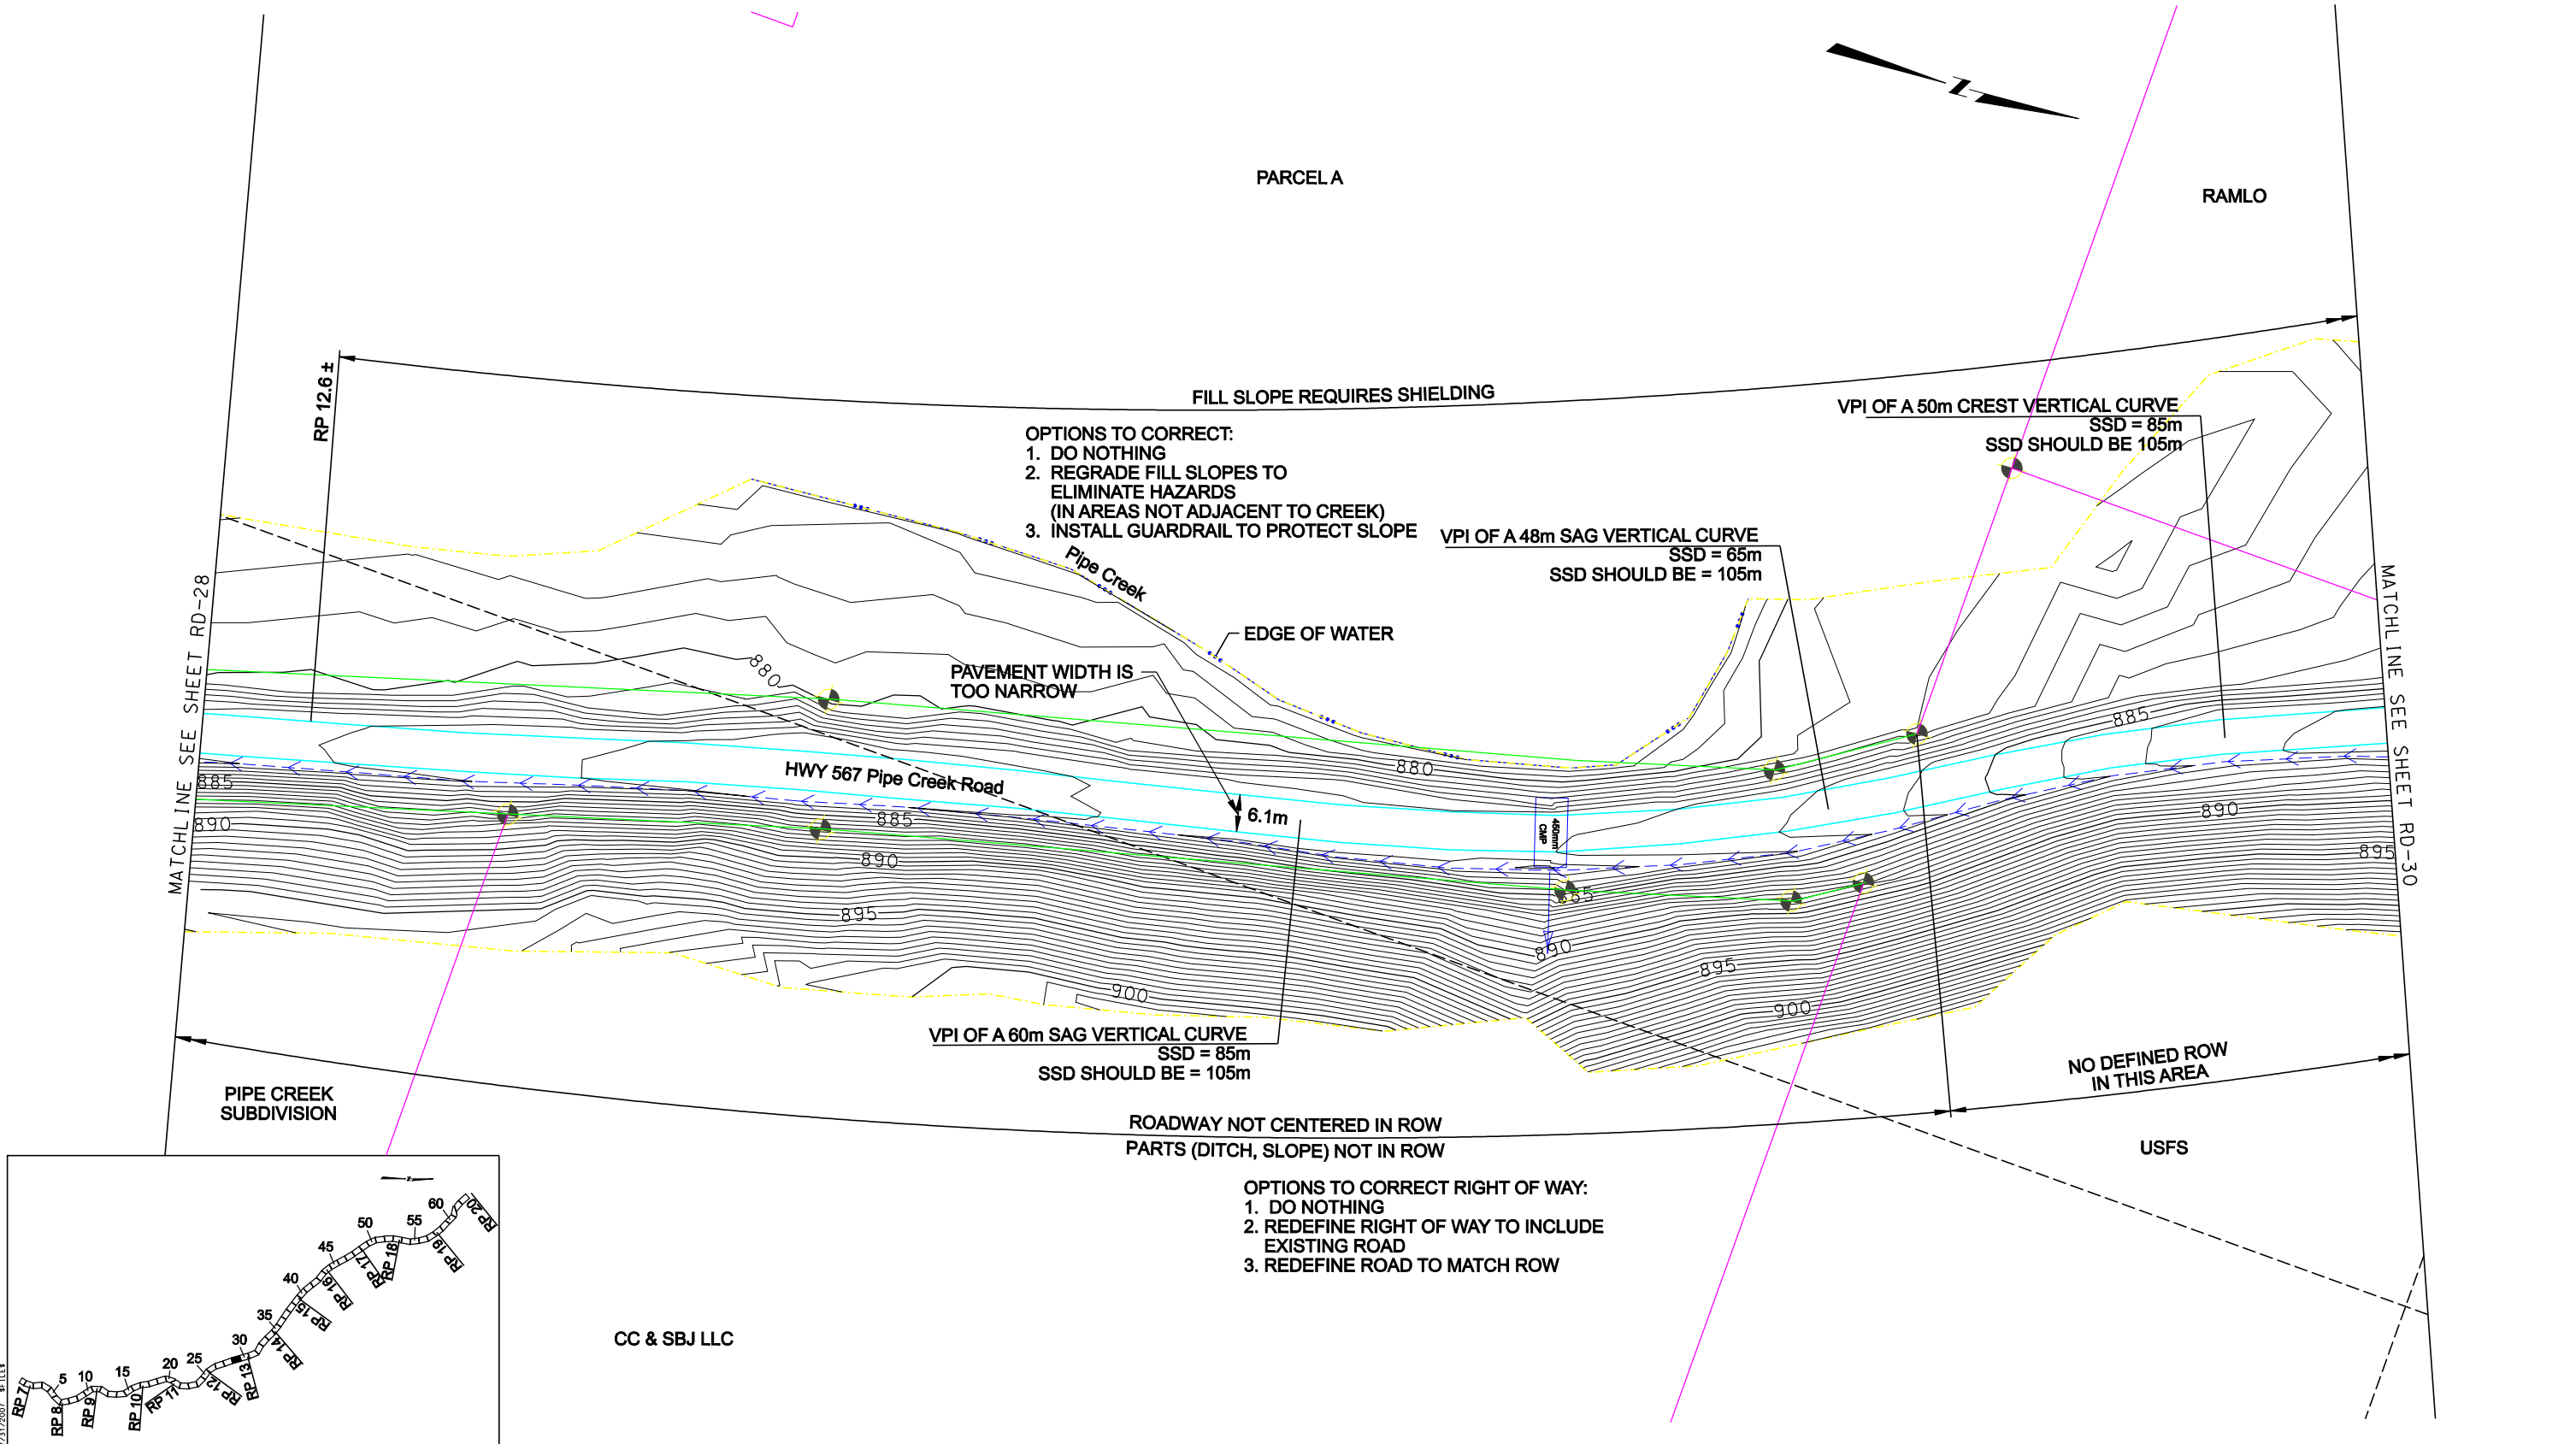 PARCEL A
RAMLO
RP 12.6 ±
FILL SLOPE REQUIRES SHIELDING
OPTIONS TO CORRECT:
1. DO NOTHING
2. REGRADE FILL SLOPES TO
ELIMINATE HAZARDS
(IN AREAS NOT ADJACENT TO CREEK)
3. INSTALL GUARDRAIL TO PROTECT SLOPE
VPI OF A 50m CREST VERTICAL CURVE
SSD = 85m
SSD SHOULD BE 105m
VPI OF A 48m SAG VERTICAL CURVE
SSD = 65m
SSD SHOULD BE = 105m
Pipe Creek
EDGE OF WATER
PAVEMENT WIDTH IS
TOO NARROW
MATCHLINE SEE SHEET RD-28
MATCHLINE SEE SHEET RD-30
880
880
885
HWY 567 Pipe Creek Road
6.1m
450mm
CMP
885
890
885
890
895
900
885
890
895
900
890
895
VPI OF A 60m SAG VERTICAL CURVE
SSD = 85m
SSD SHOULD BE = 105m
NO DEFINED ROW
IN THIS AREA
PIPE CREEK
SUBDIVISION
ROADWAY NOT CENTERED IN ROW
PARTS (DITCH, SLOPE) NOT IN ROW
USFS
OPTIONS TO CORRECT RIGHT OF WAY:
1. DO NOTHING
2. REDEFINE RIGHT OF WAY TO INCLUDE
EXISTING ROAD
3. REDEFINE ROAD TO MATCH ROW
CC & SBJ LLC
Z
5
10
15
20
25
30
35
40
45
50
55
60
RP 7
RP 8
RP 9
RP 10
RP 11
RP 12
RP 13
RP 14
RP 15
RP 16
RP 17
RP 18
RP 19
RP 20